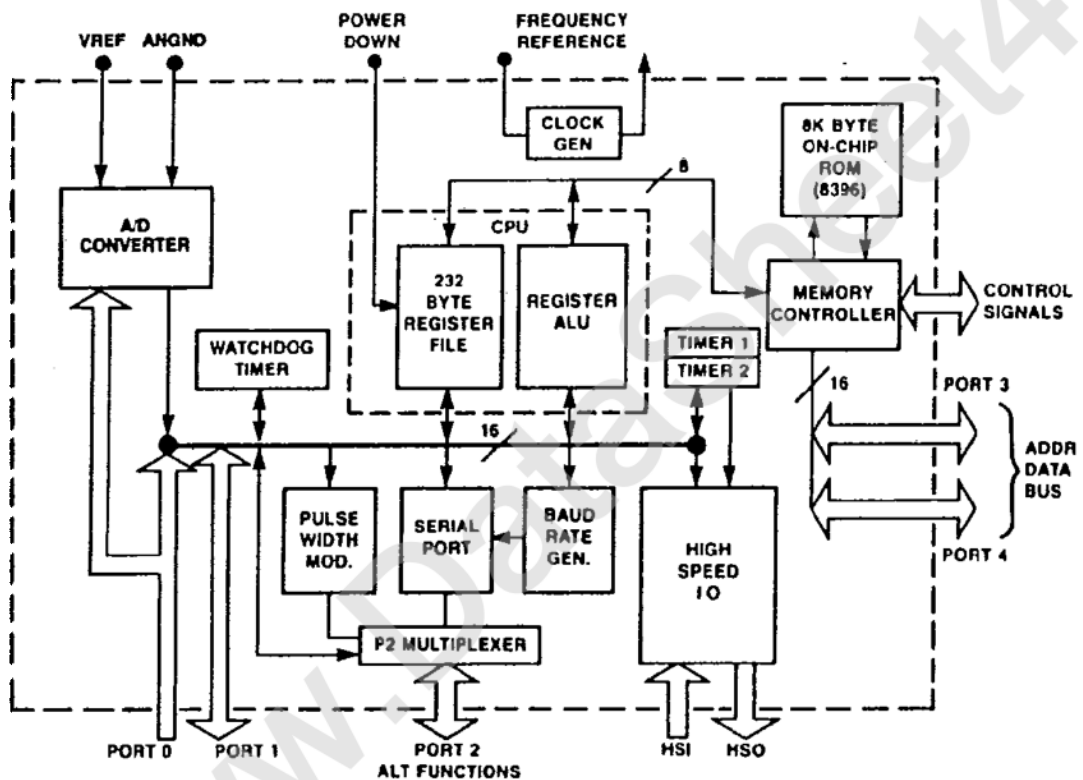 VREF ANGND
POWER
DOWN
FREQUENCY
REFERENCE
CLOCK
GEN
8K BYTE
ON-CHIP
ROM
(8396)
8
A/D
CONVERTER
CPU
232
BYTE
REGISTER
FILE
REGISTER
ALU
MEMORY
CONTROLLER
CONTROL
SIGNALS
WATCHDOG
TIMER
TIMER 1
TIMER 2
16
PORT 3
16
ADDR
DATA
BUS
PULSE
WIDTH
MOD.
SERIAL
PORT
BAUD
RATE
GEN.
HIGH
SPEED
I O
PORT 4
P2 MULTIPLEXER
PORT 0
PORT 1
PORT 2
ALT FUNCTIONS
HSI
HSO
w.Datasheet4